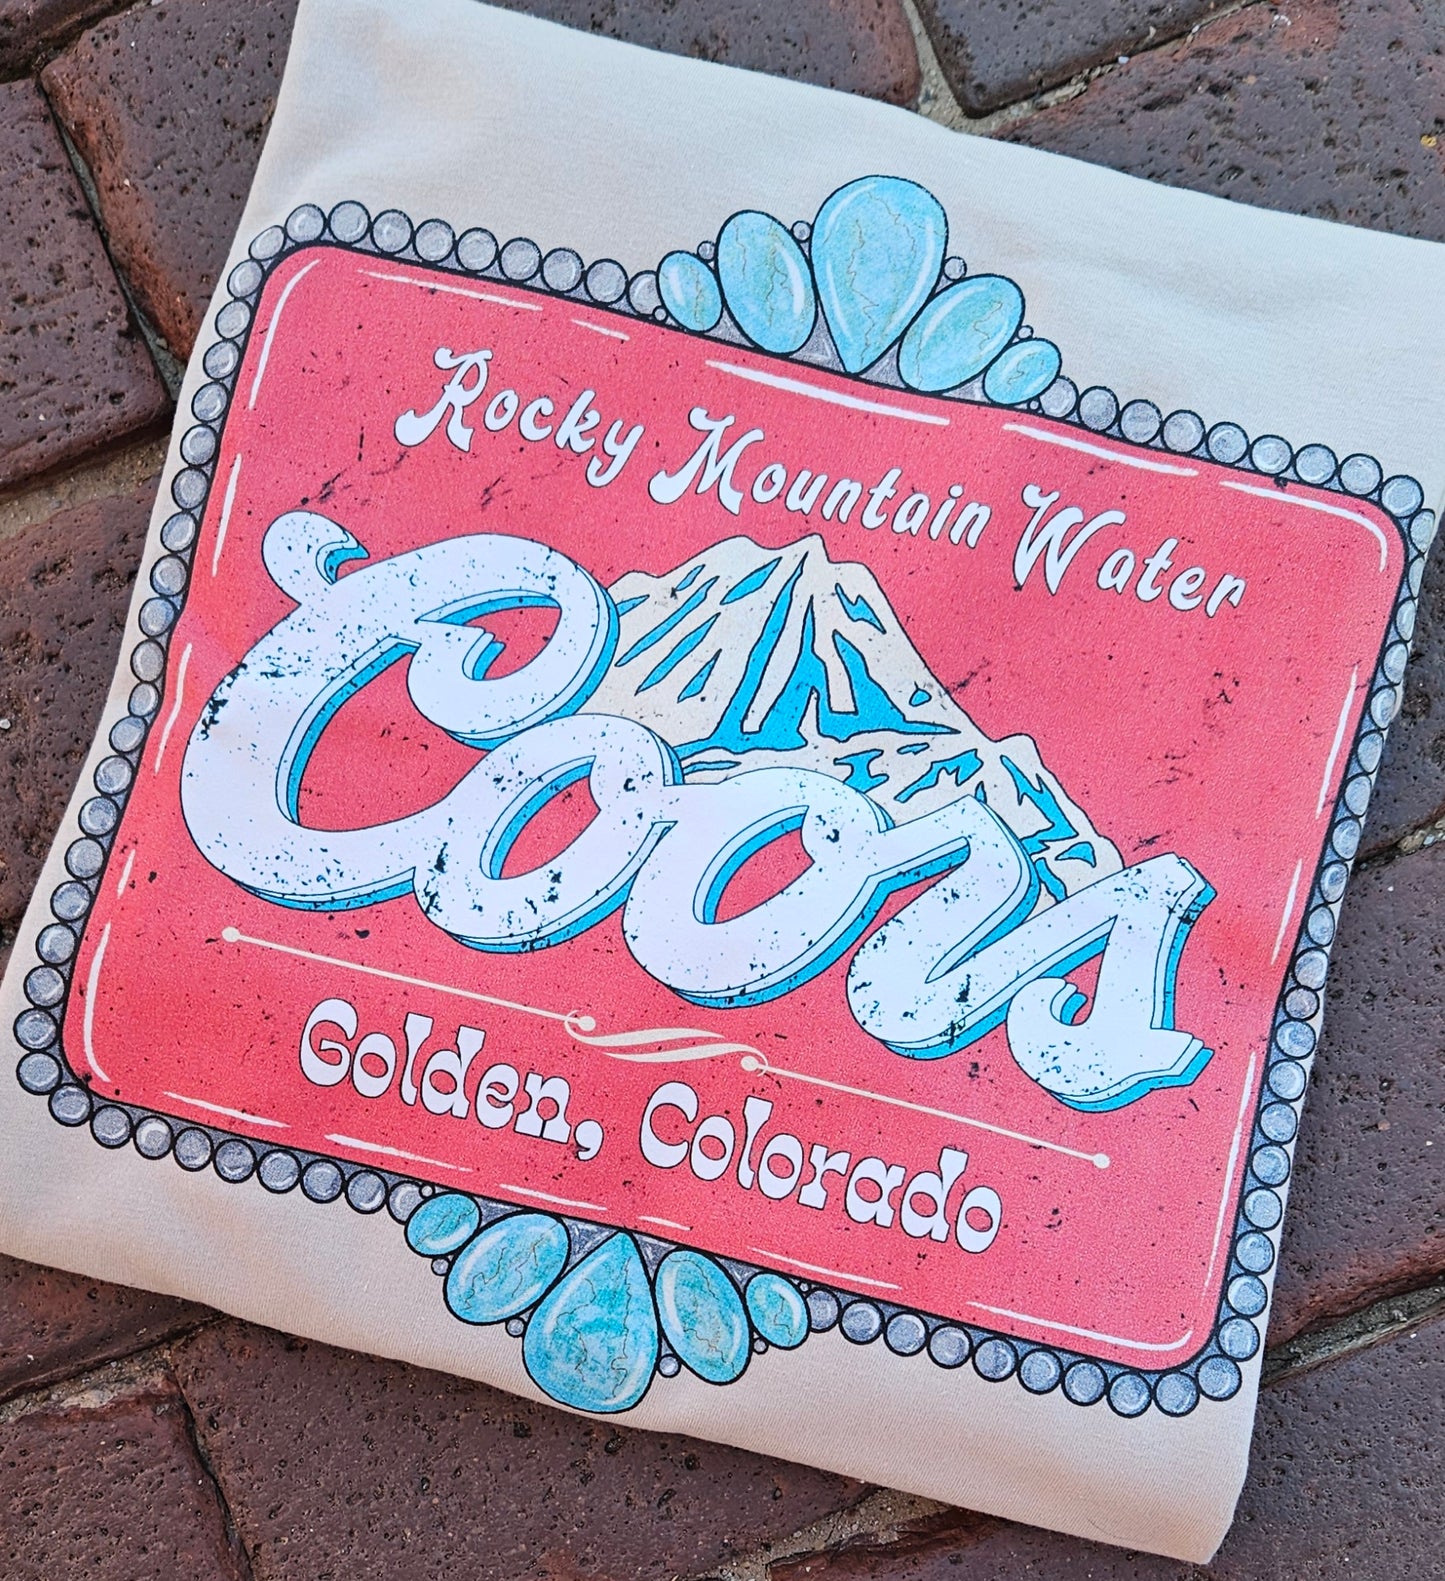 Rocky Mountain Water
Coors
Golden, Colorado